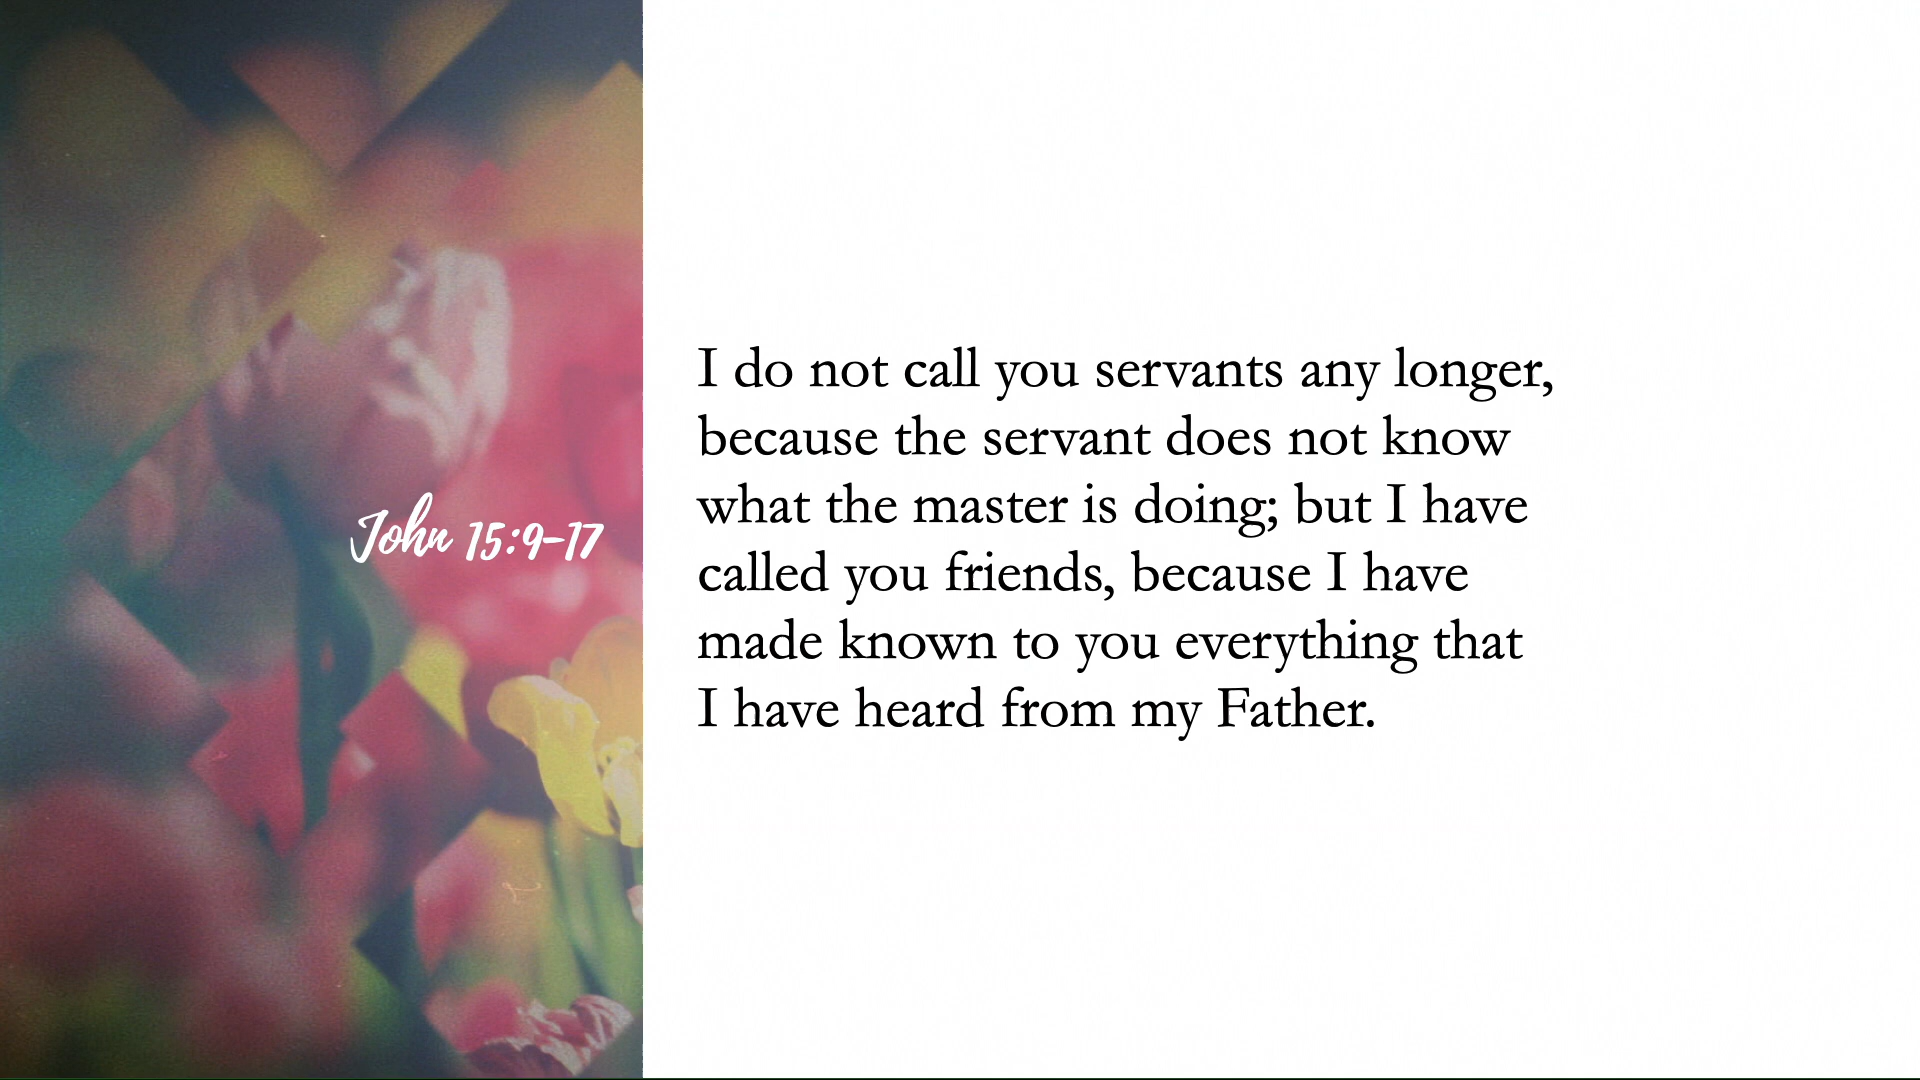 John 15:9-17
I do not call you servants any longer,
because the servant does not know
what the master is doing; but I have
called you friends, because I have
made known to you everything that
I have heard from my Father.